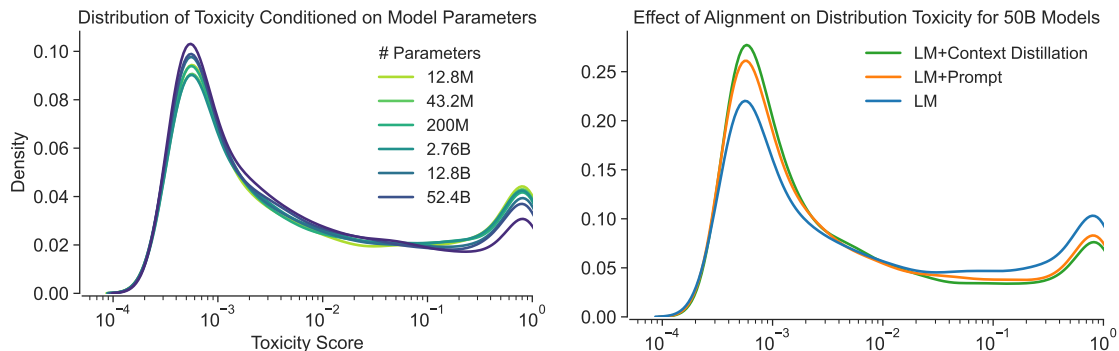 Distribution of Toxicity Conditioned on Model Parameters
0.10
0.08
0.06
0.04
0.02
0.00
Density
# Parameters
12.8M
43.2M
200M
2.76B
12.8B
52.4B
10⁻⁴ 10⁻³ 10⁻² 10⁻¹ 10⁰
Toxicity Score
Effect of Alignment on Distribution Toxicity for 50B Models
0.25
0.20
0.15
0.10
0.05
0.00
LM+Context Distillation
LM+Prompt
LM
10⁻⁴ 10⁻³ 10⁻² 10⁻¹ 10⁰